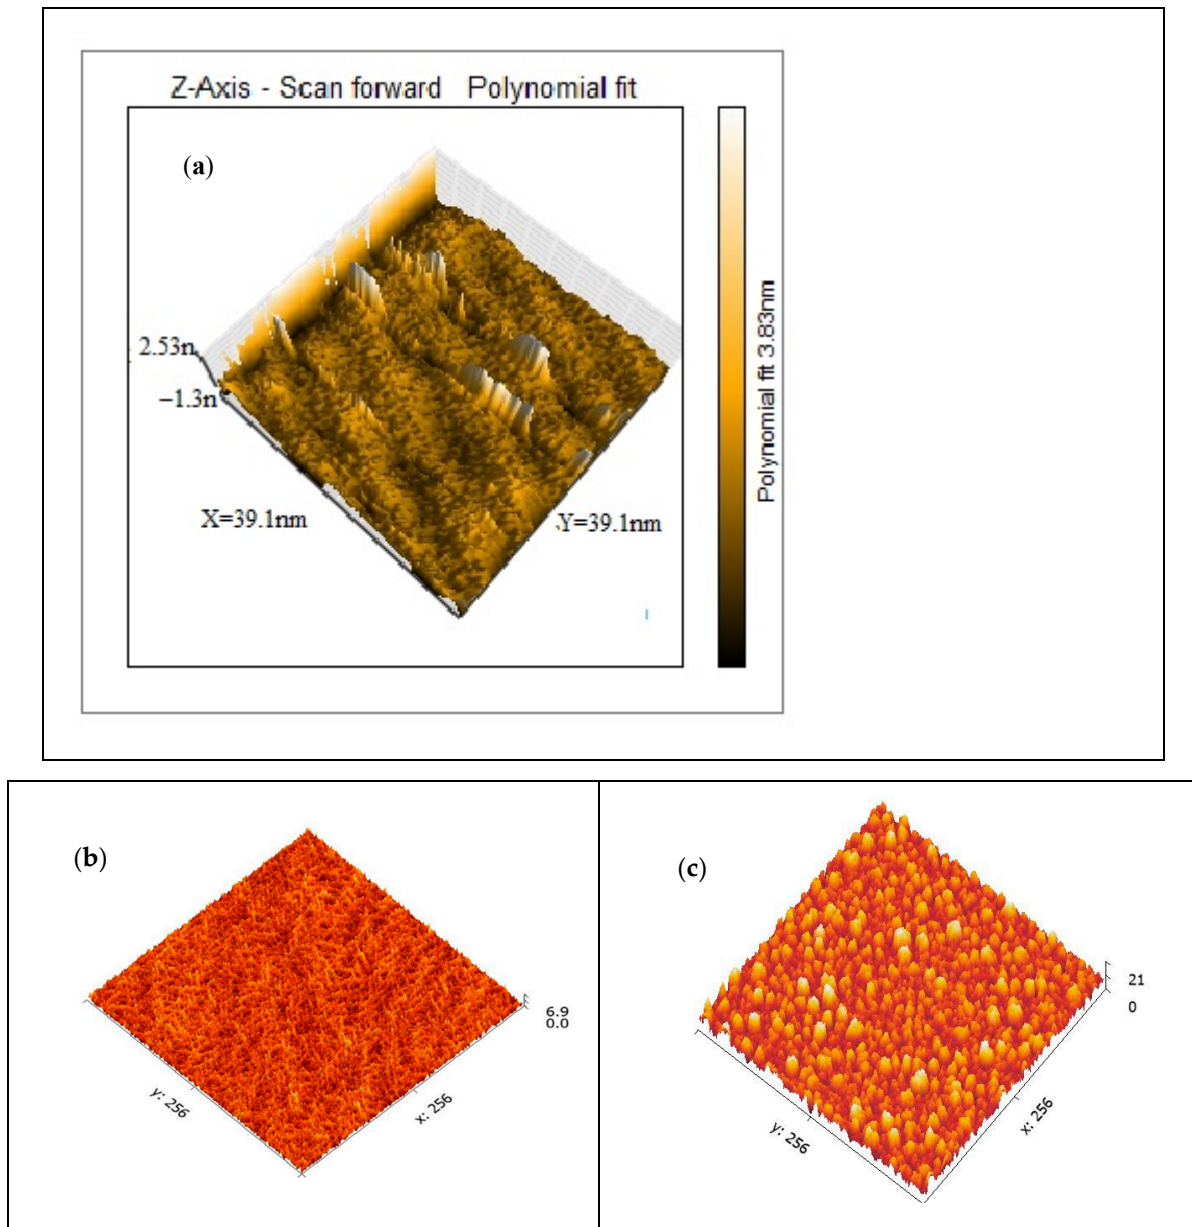 Z-Axis - Scan forward Polynomial fit
(a)
2.53n
−1.3n
X=39.1nm
Y=39.1nm
Polynomial fit 3.83nm
(b)
6.9
0.0
y: 256
x: 256
(c)
21
0
y: 256
x: 256